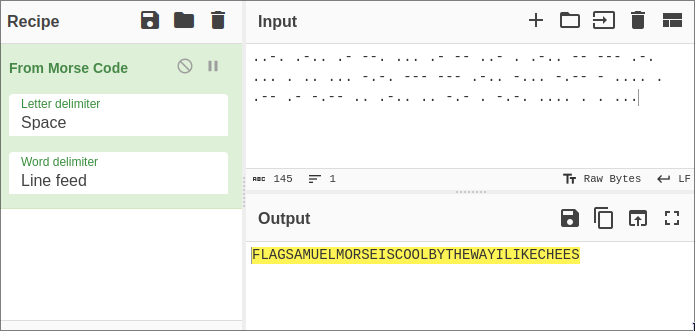 Recipe
Input
From Morse Code
Letter delimiter
Space
Word delimiter
Line feed
..-. .-.. .- --. ... .- -- ..- . .-.. -- --- .-.
... . .. ... -.-. --- --- .-.. -... -.-- - .... .
.-- .- -.-- .. .-.. .. -.- . -.-. .... . . ...
ABC 145 1 Tt Raw Bytes LF
Output
FLAGSAMUELMORSEISCOOLBYTHEWAYILIKECHEES